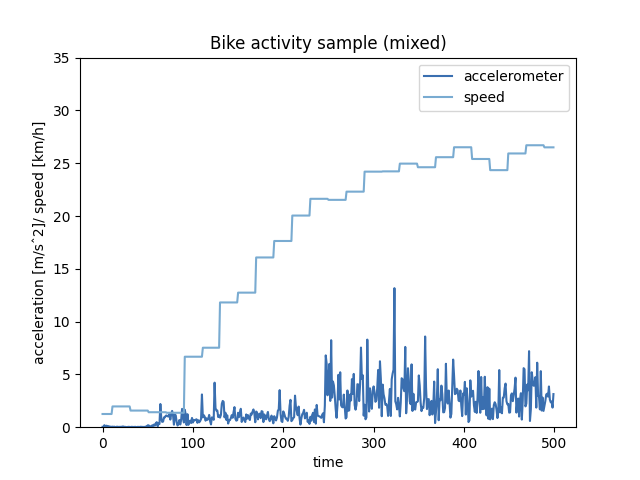 Bike activity sample (mixed)
accelerometer
speed
35
30
25
20
15
10
5
0
acceleration [m/sˆ2]/ speed [km/h]
0 100 200 300 400 500
time